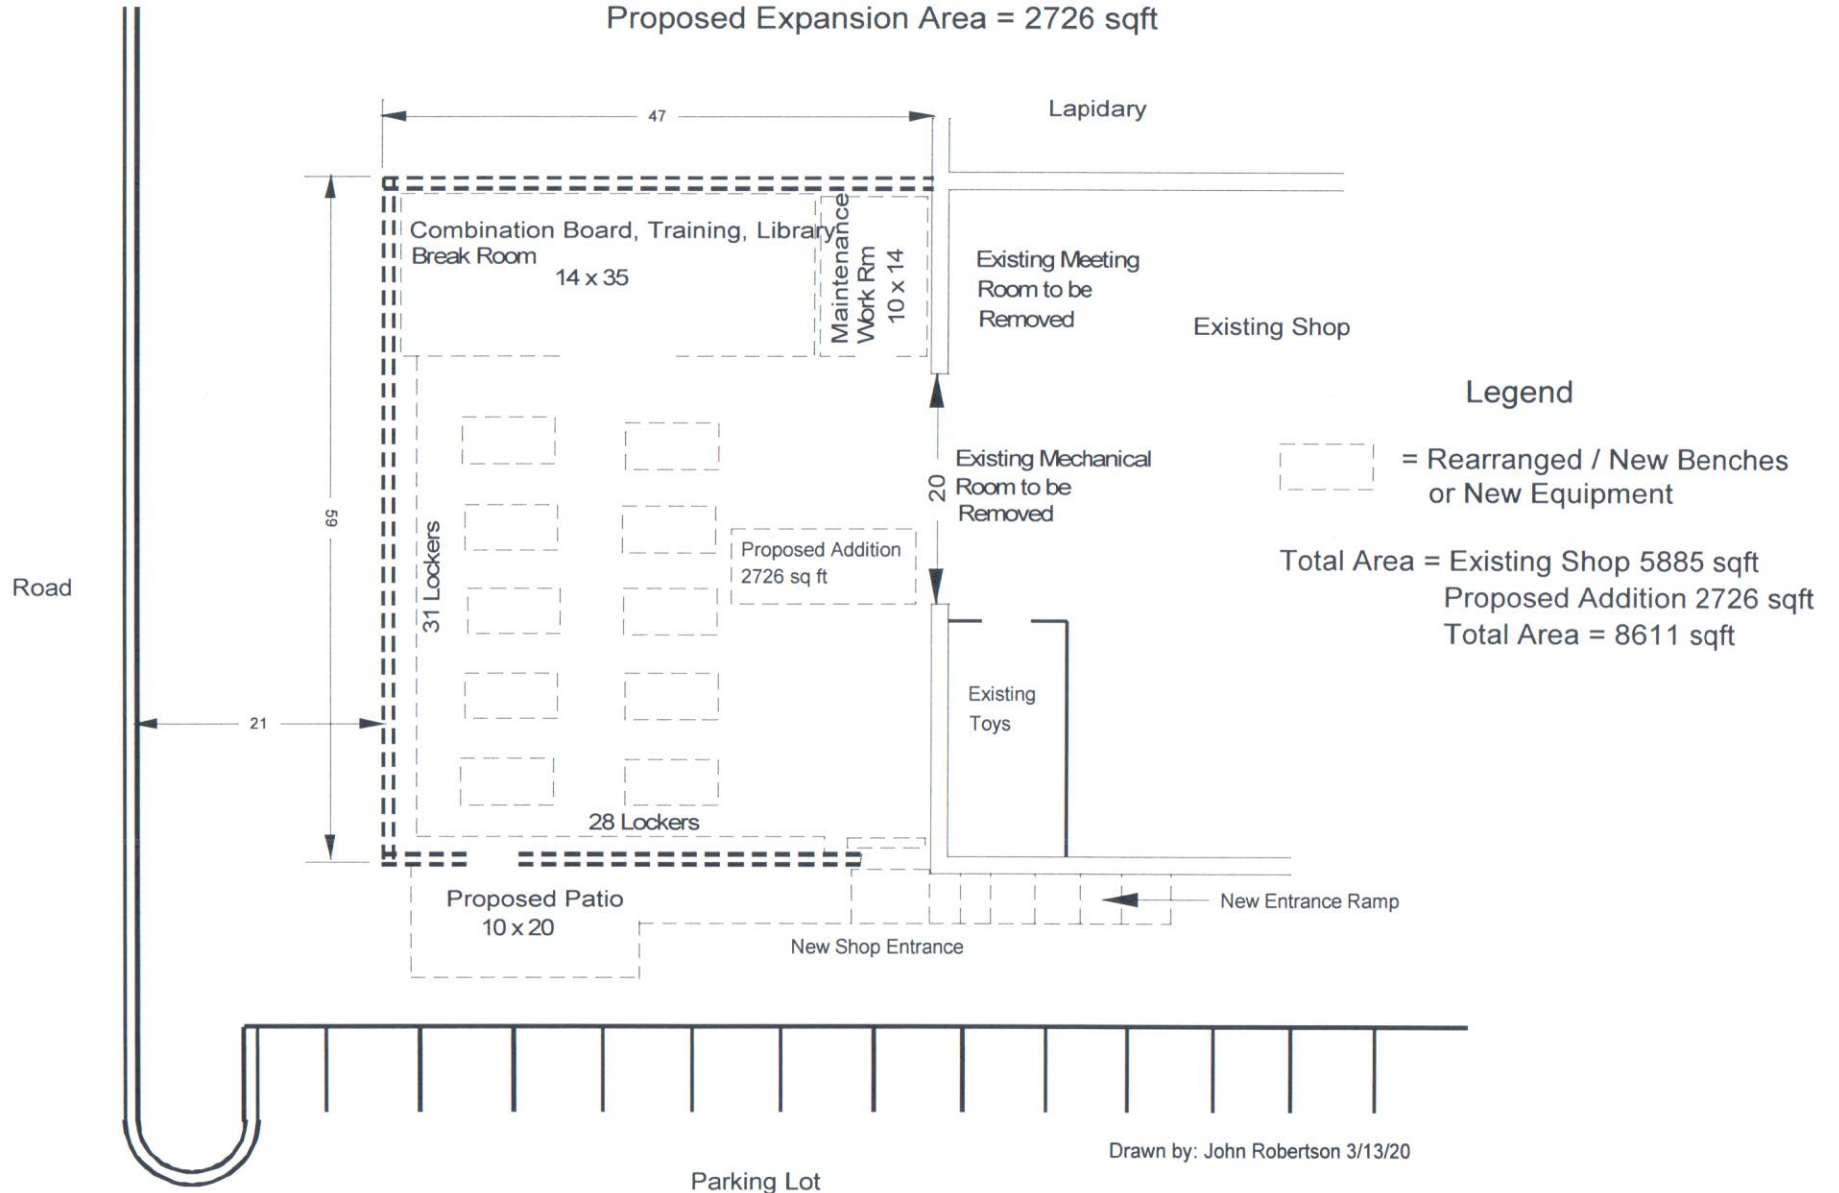 Proposed Expansion Area = 2726 sqft
47
Lapidary
Combination Board, Training, Library
Break Room
14 x 35
Maintenance
Work Rm
10 x 14
Existing Meeting
Room to be
Removed
Existing Shop
Legend
= Rearranged / New Benches
or New Equipment
Existing Mechanical
Room to be
Removed
20
59
31 Lockers
Proposed Addition
2726 sq ft
Total Area = Existing Shop 5885 sqft
Proposed Addition 2726 sqft
Total Area = 8611 sqft
Road
21
Existing
Toys
28 Lockers
Proposed Patio
10 x 20
New Entrance Ramp
New Shop Entrance
Drawn by: John Robertson 3/13/20
Parking Lot